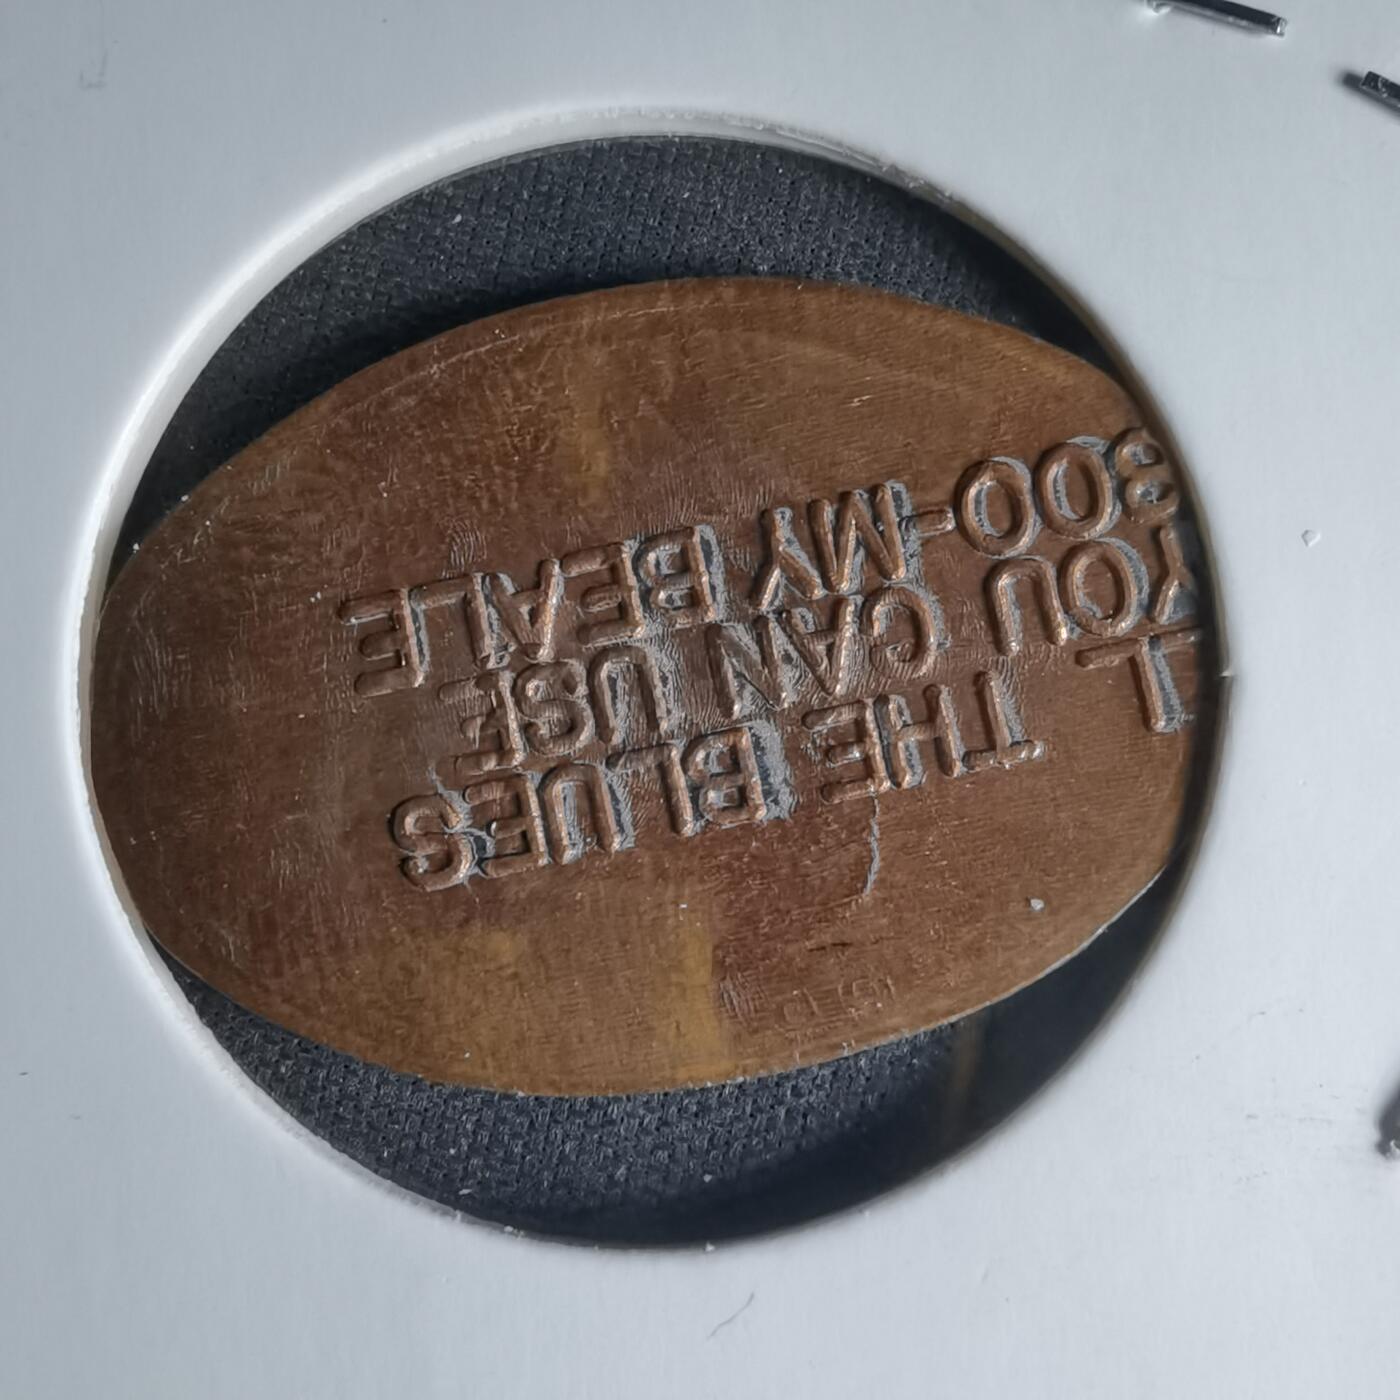 L THE BLUES
YOU CAN USE
800-MY BEALE